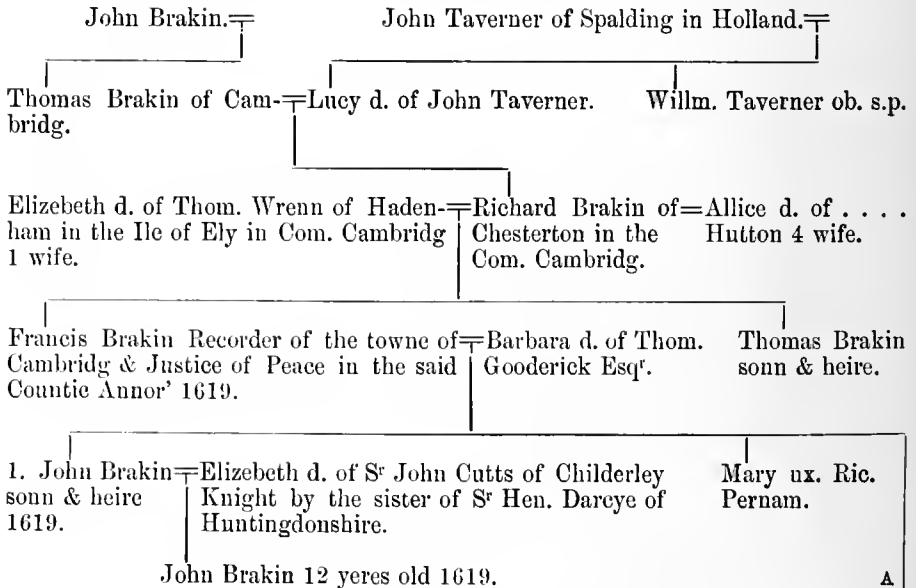 John Brakin. John Taverner of Spalding in Holland.
Thomas Brakin of Cam- Lucy d. of John Taverner. Willm. Taverner ob. s.p.
bridg.
Elizebeth d. of Thom. Wrenn of Haden- Richard Brakin of Allice d. of . . . .
ham in the Ile of Ely in Com. Cambridg Chesterton in the Hutton 4 wife.
1 wife. Com. Cambridg.
Francis Brakin Recorder of the towne of Barbara d. of Thom. Thomas Brakin
Cambridg & Justice of Peace in the said Gooderick Esqr. sonn & heire.
Countie Annor' 1619.
1. John Brakin Elizebeth d. of Sr John Cutts of Childerley Mary ux. Ric.
sonn & heire Knight by the sister of Sr Hen. Darcye of Pernam.
1619. Huntingdonshire.
John Brakin 12 yeres old 1619. A